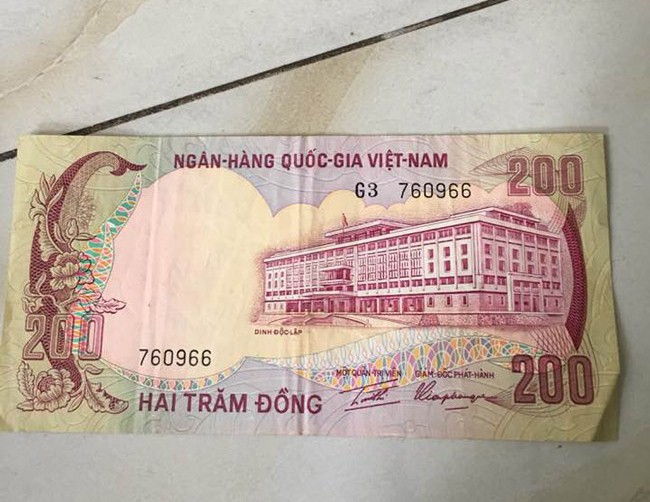 NGÂN-HÀNG QUỐC-GIA VIỆT-NAM
200
G3 760966
DINH ĐỘC LẬP
200
760966
MỘT QUẢN-TRỊ-VIÊN GIÁM-ĐỐC PHÁT-HÀNH
200
HAI TRĂM ĐỒNG